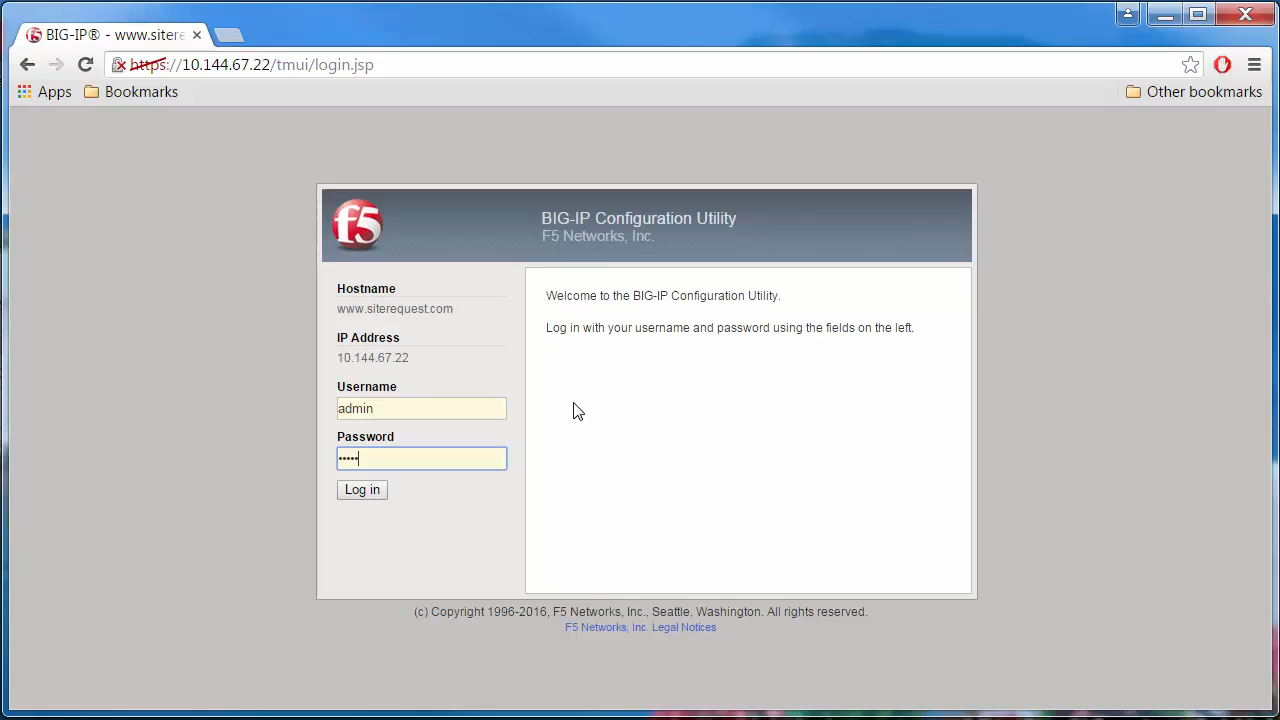 BIG-IP® - www.sitere
https://10.144.67.22/tmui/login.jsp
Apps
Bookmarks
Other bookmarks
f5
BIG-IP Configuration Utility
F5 Networks, Inc.
Hostname
www.siterequest.com
IP Address
10.144.67.22
Username
admin
Password
•••••
Log in
Welcome to the BIG-IP Configuration Utility.
Log in with your username and password using the fields on the left.
(c) Copyright 1996-2016, F5 Networks, Inc., Seattle, Washington. All rights reserved.
F5 Networks, Inc. Legal Notices